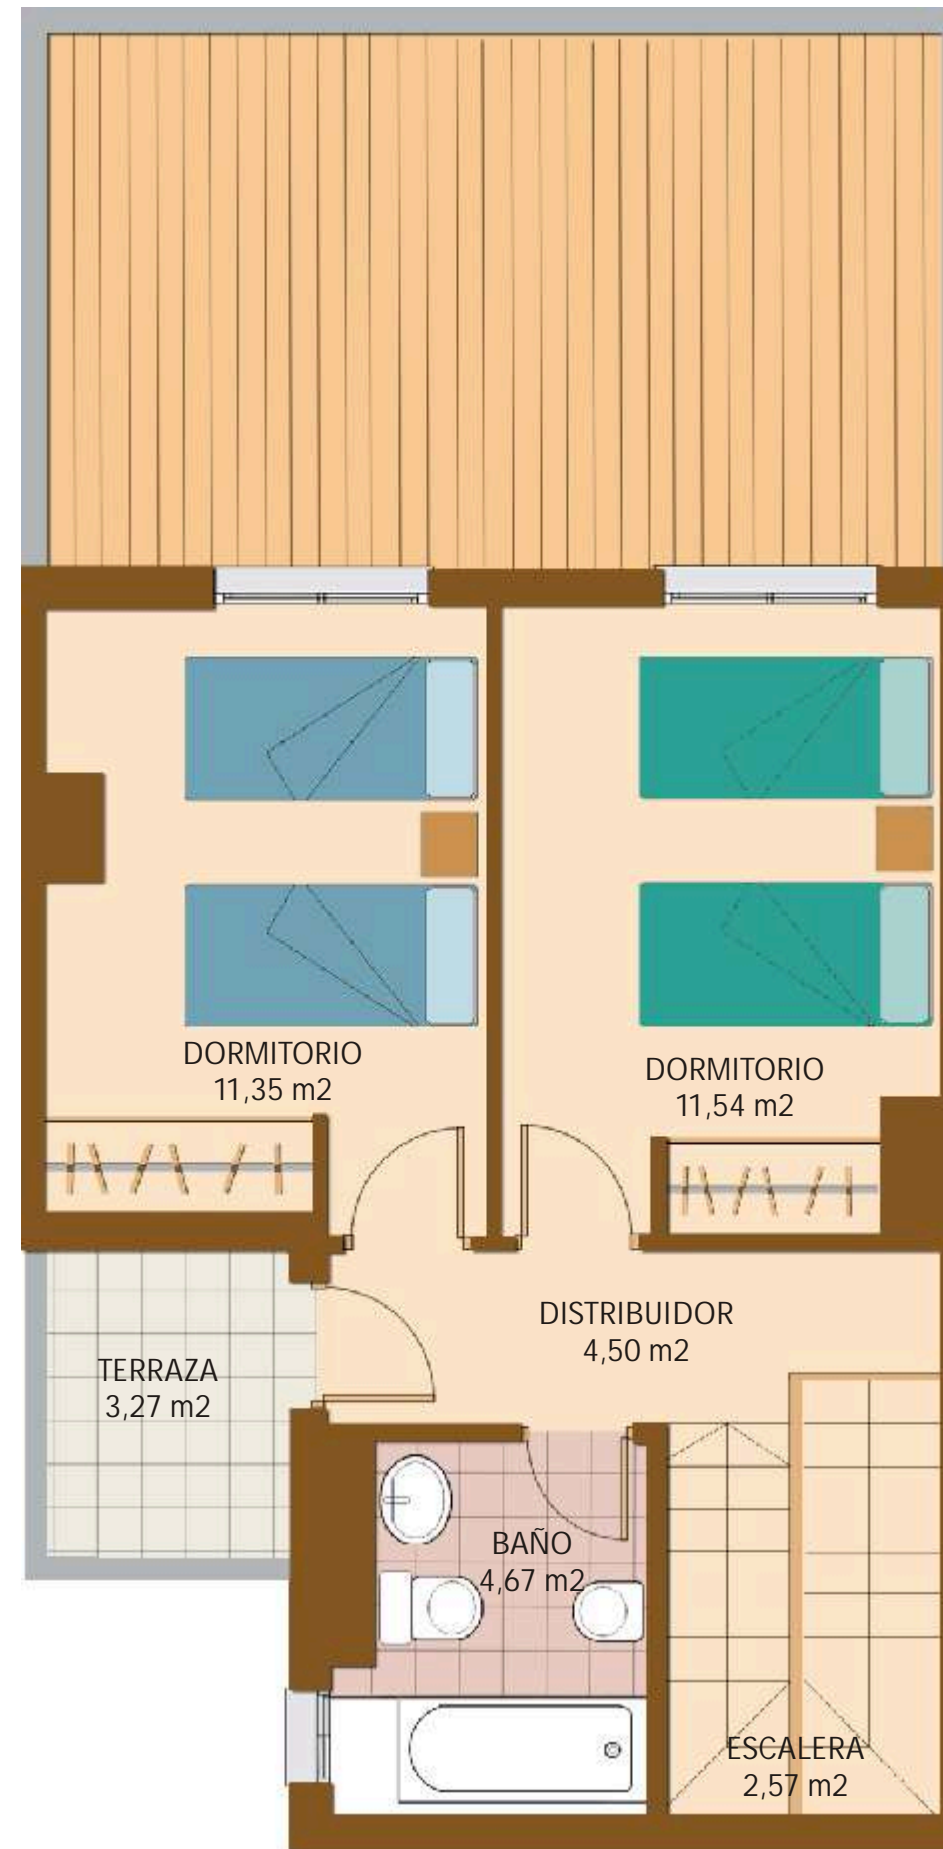 DORMITORIO
11,35 m2
DORMITORIO
11,54 m2
DISTRIBUIDOR
4,50 m2
TERRAZA
3,27 m2
BAÑO
4,67 m2
ESCALERA
2,57 m2